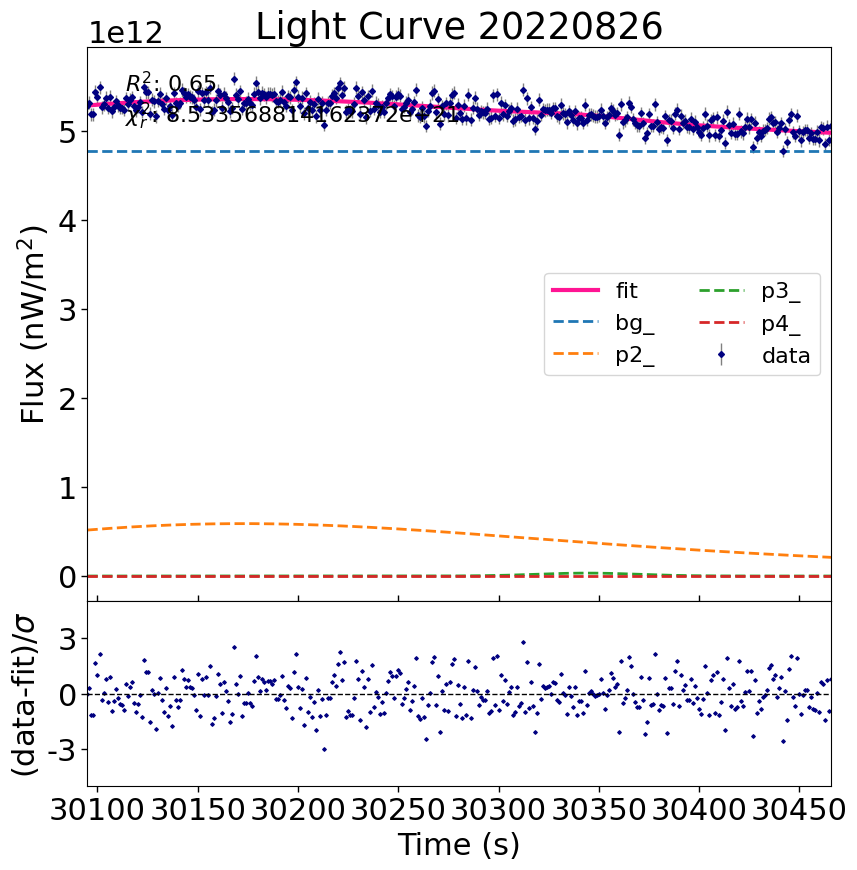 Light Curve 20220826
1e12
R²: 0.65
5
4
3
2
1
0
Flux (nW/m²)
fit
bg_
p2_
p3_
p4_
data
3
0
-3
(data-fit)/σ
30100 30150 30200 30250 30300 30350 30400 30450
Time (s)